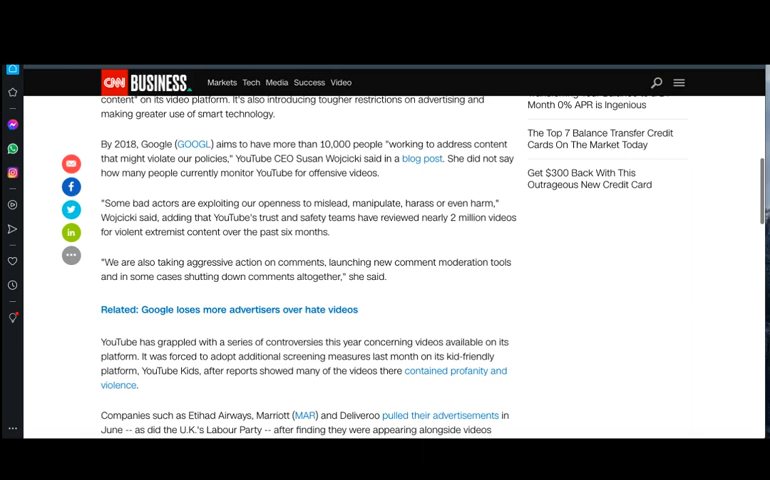 CNN BUSINESS Markets Tech Media Success Video
content" on its video platform. It's also introducing tougher restrictions on advertising and
making greater use of smart technology.
By 2018, Google (GOOGL) aims to have more than 10,000 people "working to address content
that might violate our policies," YouTube CEO Susan Wojcicki said in a blog post. She did not say
how many people currently monitor YouTube for offensive videos.
"Some bad actors are exploiting our openness to mislead, manipulate, harass or even harm,"
Wojcicki said, adding that YouTube's trust and safety teams have reviewed nearly 2 million videos
for violent extremist content over the past six months.
"We are also taking aggressive action on comments, launching new comment moderation tools
and in some cases shutting down comments altogether," she said.
Related: Google loses more advertisers over hate videos
YouTube has grappled with a series of controversies this year concerning videos available on its
platform. It was forced to adopt additional screening measures last month on its kid-friendly
platform, YouTube Kids, after reports showed many of the videos there contained profanity and
violence.
Companies such as Etihad Airways, Marriott (MAR) and Deliveroo pulled their advertisements in
June -- as did the U.K.'s Labour Party -- after finding they were appearing alongside videos
Month 0% APR is Ingenious
The Top 7 Balance Transfer Credit
Cards On The Market Today
Get $300 Back With This
Outrageous New Credit Card